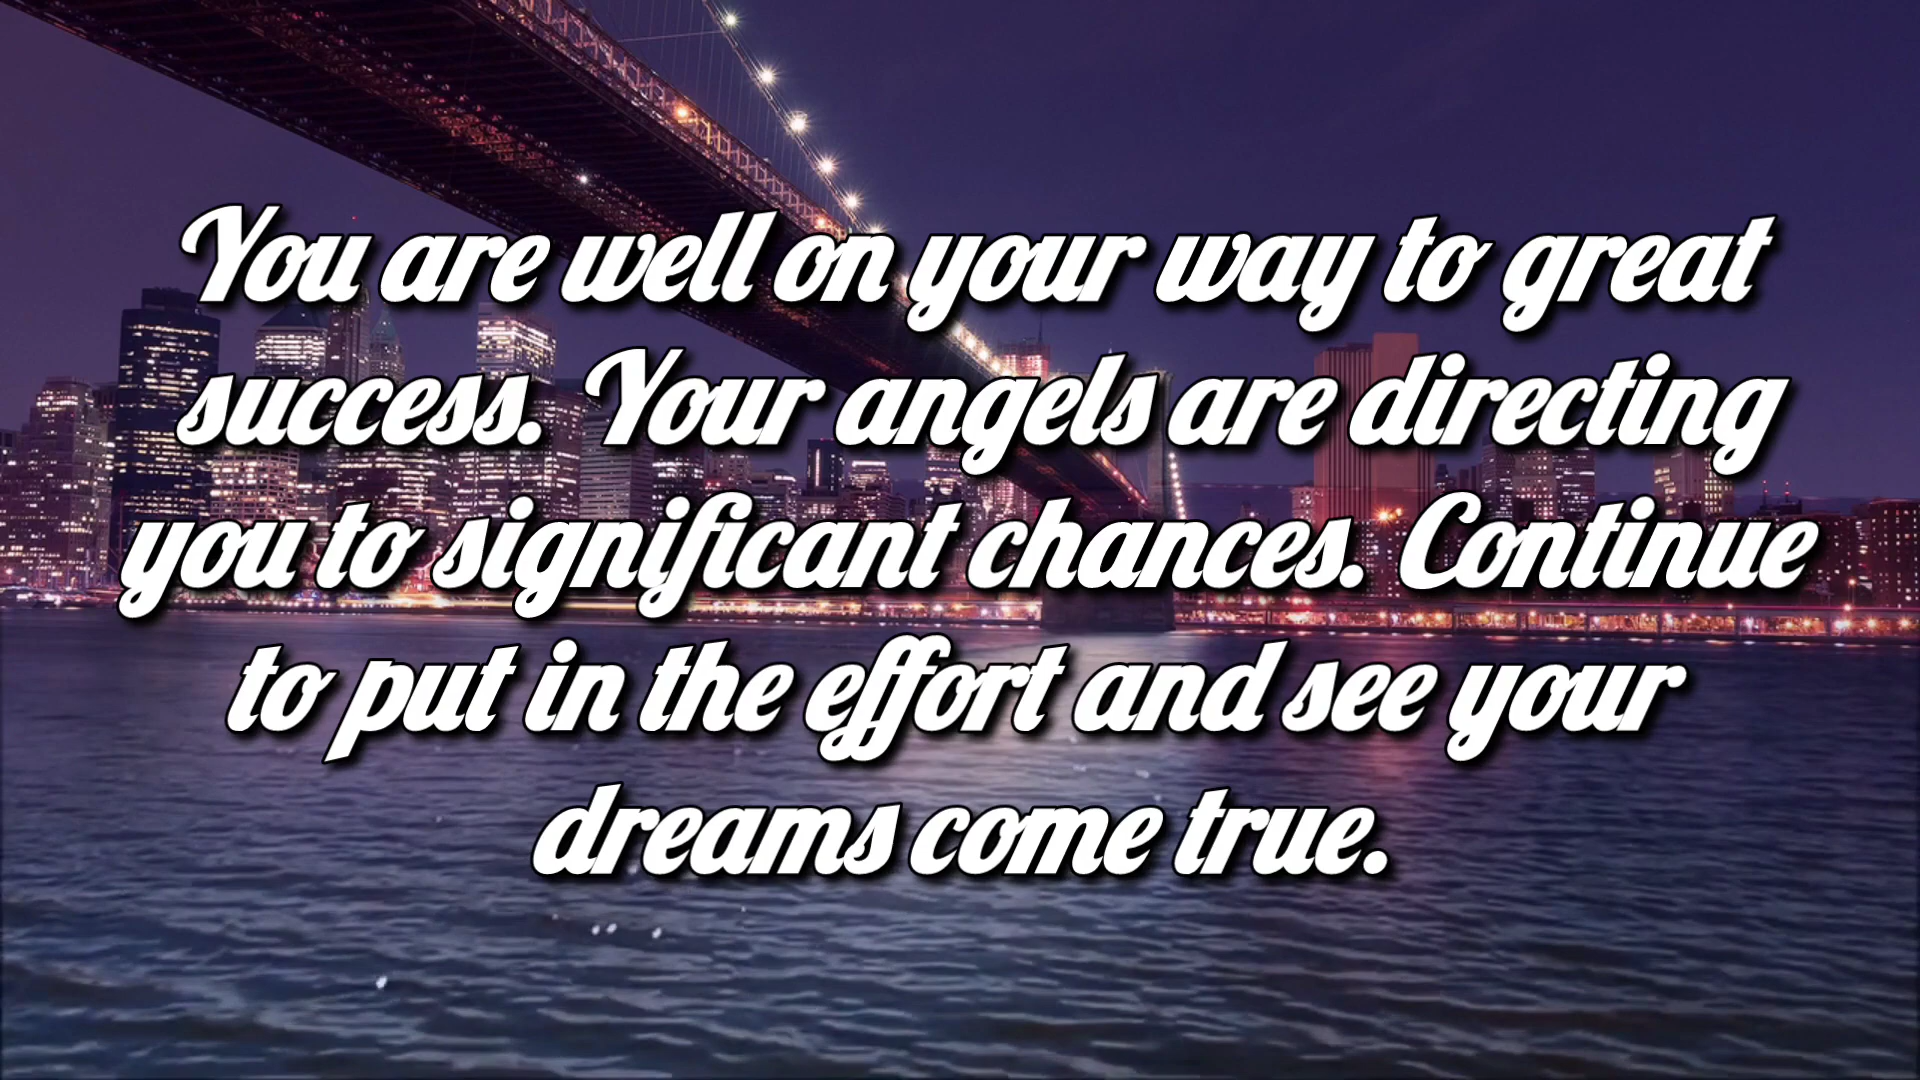 You are well on your way to great
success. Your angels are directing
you to significant chances. Continue
to put in the effort and see your
dreams come true.